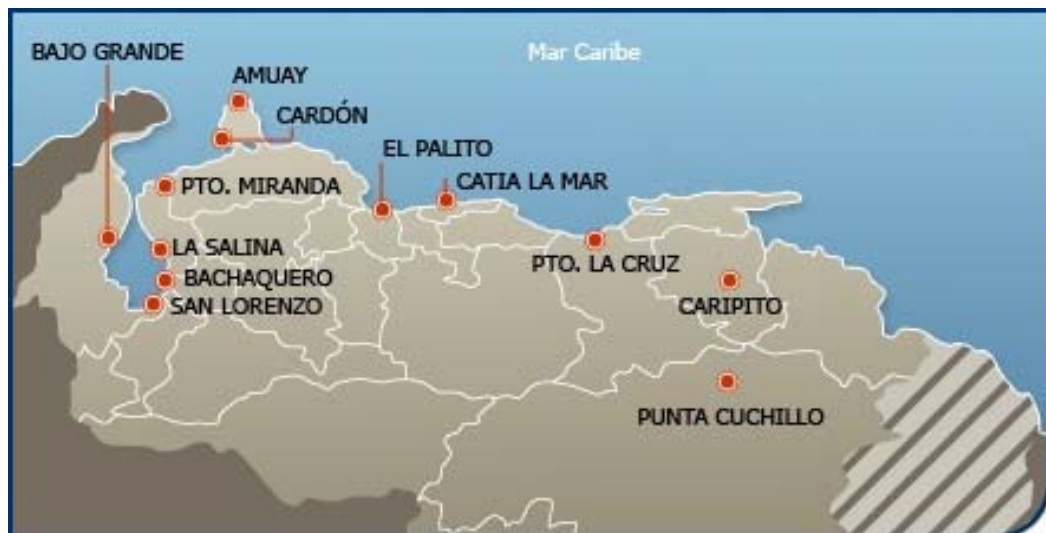 Mar Caribe
BAJO GRANDE
AMUAY
CARDÓN
EL PALITO
CATIA LA MAR
PTO. MIRANDA
LA SALINA
PTO. LA CRUZ
BACHAQUERO
CARIPITO
SAN LORENZO
PUNTA CUCHILLO